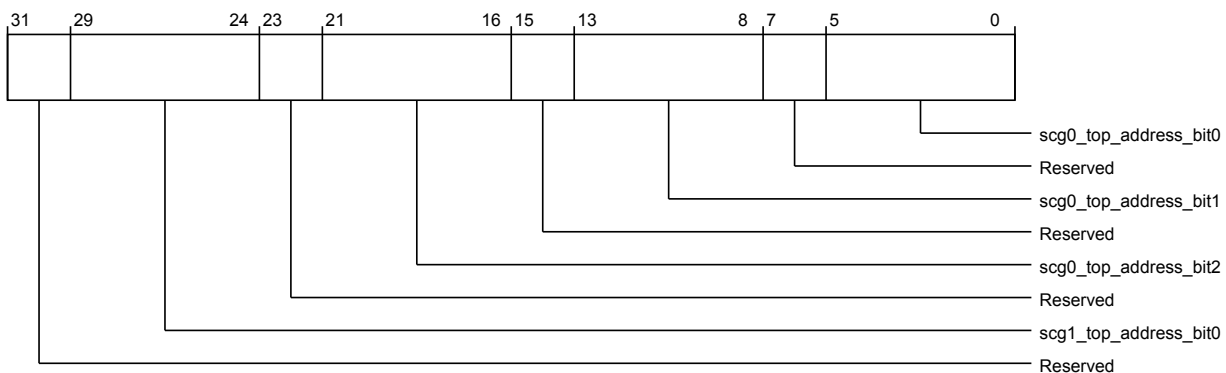 31 29 24 23 21 16 15 13 8 7 5 0
scg0_top_address_bit0
Reserved
scg0_top_address_bit1
Reserved
scg0_top_address_bit2
Reserved
scg1_top_address_bit0
Reserved